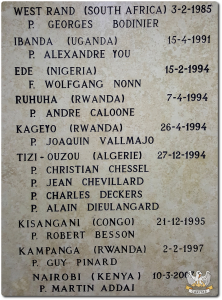 WEST RAND (SOUTH AFRICA) 3-2-1985
P. GEORGES BODINIER
IBANDA (UGANDA) 15-4-1991
P. ALEXANDRE YOU
EDE (NIGERIA) 15-2-1994
F. WOLFGANG NONN
RUHUHA (RWANDA) 7-4-1994
P. ANDRE CALOONE
KAGEYO (RWANDA) 26-4-1994
P. JOAQUIN VALLMAJO
TIZI-OUZOU (ALGERIE) 27-12-1994
P. CHRISTIAN CHESSEL
P. JEAN CHEVILLARD
P. CHARLES DECKERS
P. ALAIN DIEULANGARD
KISANGANI (CONGO) 21-12-1995
P. ROBERT BESSON
KAMPANGA (RWANDA) 2-2-1997
P. GUY PINARD
NAIROBI (KENYA) 10-3-200
P. MARTIN ADDAI